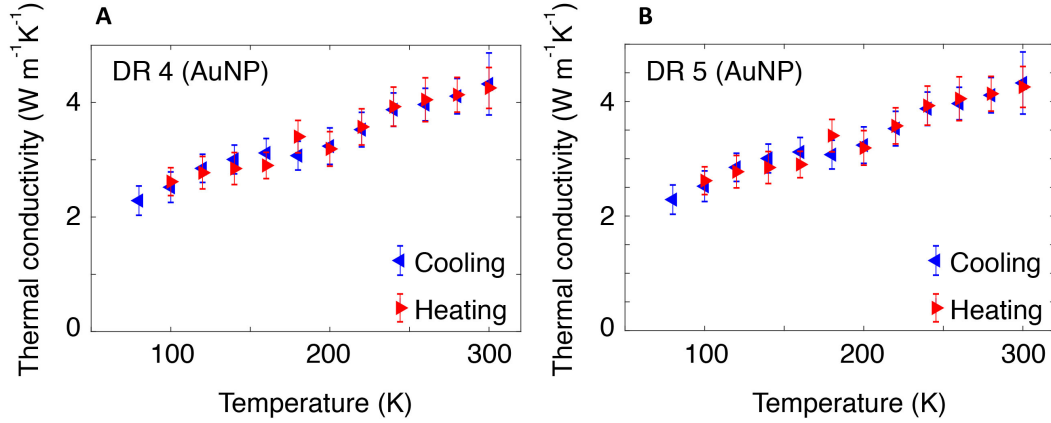 A
Thermal conductivity (W m⁻¹K⁻¹)
DR 4 (AuNP)
4
2
0
Cooling
Heating
100 200 300
Temperature (K)
B
Thermal conductivity (W m⁻¹K⁻¹)
DR 5 (AuNP)
4
2
0
Cooling
Heating
100 200 300
Temperature (K)